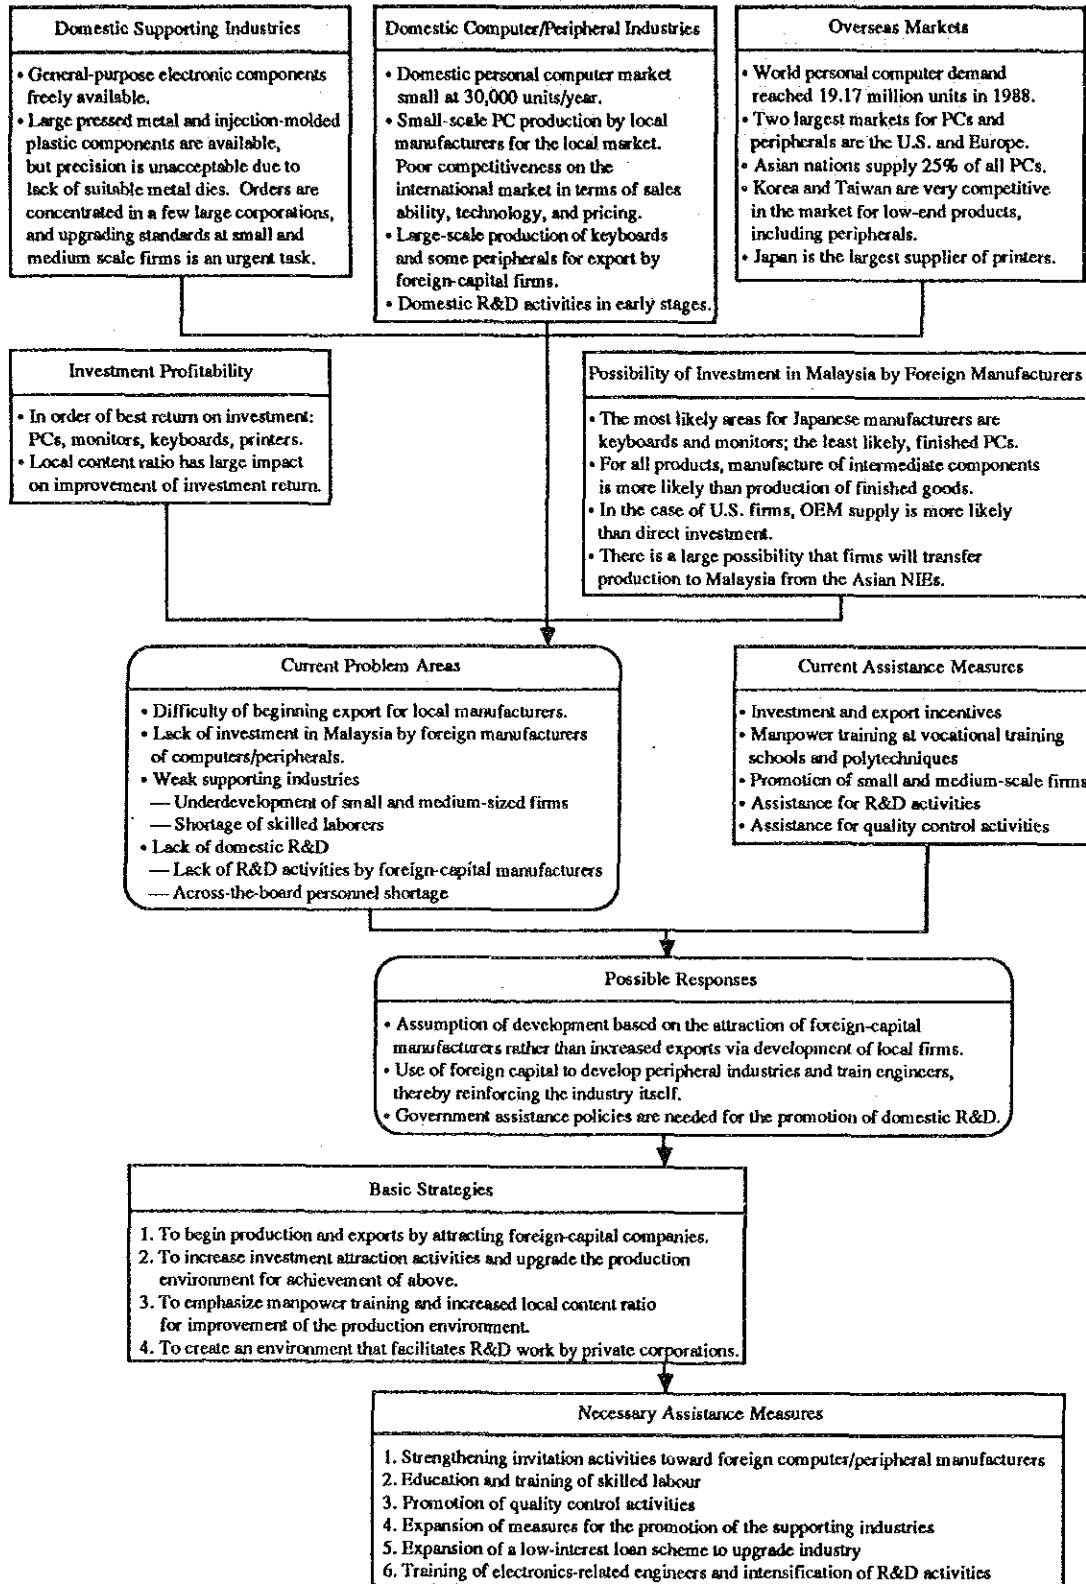 Domestic Supporting Industries
• General-purpose electronic components
freely available.
• Large pressed metal and injection-molded
plastic components are available,
but precision is unacceptable due to
lack of suitable metal dies. Orders are
concentrated in a few large corporations,
and upgrading standards at small and
medium scale firms is an urgent task.
Domestic Computer/Peripheral Industries
• Domestic personal computer market
small at 30,000 units/year.
• Small-scale PC production by local
manufacturers for the local market.
Poor competitiveness on the
international market in terms of sales
ability, technology, and pricing.
• Large-scale production of keyboards
and some peripherals for export by
foreign-capital firms.
• Domestic R&D activities in early stages.
Overseas Markets
• World personal computer demand
reached 19.17 million units in 1988.
• Two largest markets for PCs and
peripherals are the U.S. and Europe.
• Asian nations supply 25% of all PCs.
• Korea and Taiwan are very competitive
in the market for low-end products,
including peripherals.
• Japan is the largest supplier of printers.
Investment Profitability
• In order of best return on investment:
PCs, monitors, keyboards, printers.
• Local content ratio has large impact
on improvement of investment return.
Possibility of Investment in Malaysia by Foreign Manufacturers
• The most likely areas for Japanese manufacturers are
keyboards and monitors; the least likely, finished PCs.
• For all products, manufacture of intermediate components
is more likely than production of finished goods.
• In the case of U.S. firms, OEM supply is more likely
than direct investment.
• There is a large possibility that firms will transfer
production to Malaysia from the Asian NIEs.
Current Problem Areas
• Difficulty of beginning export for local manufacturers.
• Lack of investment in Malaysia by foreign manufacturers
of computers/peripherals.
• Weak supporting industries
— Underdevelopment of small and medium-sized firms
— Shortage of skilled laborers
• Lack of domestic R&D
— Lack of R&D activities by foreign-capital manufacturers
— Across-the-board personnel shortage
Current Assistance Measures
• Investment and export incentives
• Manpower training at vocational training
schools and polytechniques
• Promotion of small and medium-scale firms
• Assistance for R&D activities
• Assistance for quality control activities
Possible Responses
• Assumption of development based on the attraction of foreign-capital
manufacturers rather than increased exports via development of local firms.
• Use of foreign capital to develop peripheral industries and train engineers,
thereby reinforcing the industry itself.
• Government assistance policies are needed for the promotion of domestic R&D.
Basic Strategies
1. To begin production and exports by attracting foreign-capital companies.
2. To increase investment attraction activities and upgrade the production
environment for achievement of above.
3. To emphasize manpower training and increased local content ratio
for improvement of the production environment.
4. To create an environment that facilitates R&D work by private corporations.
Necessary Assistance Measures
1. Strengthening invitation activities toward foreign computer/peripheral manufacturers
2. Education and training of skilled labour
3. Promotion of quality control activities
4. Expansion of measures for the promotion of the supporting industries
5. Expansion of a low-interest loan scheme to upgrade industry
6. Training of electronics-related engineers and intensification of R&D activities